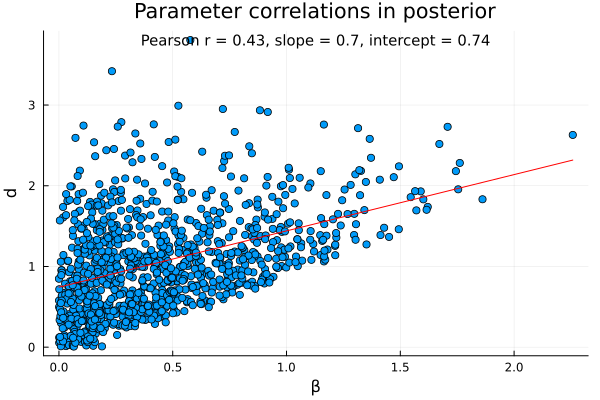 Parameter correlations in posterior
Pearson r = 0.43, slope = 0.7, intercept = 0.74
d
3
2
1
0
0.0 0.5 1.0 1.5 2.0
β